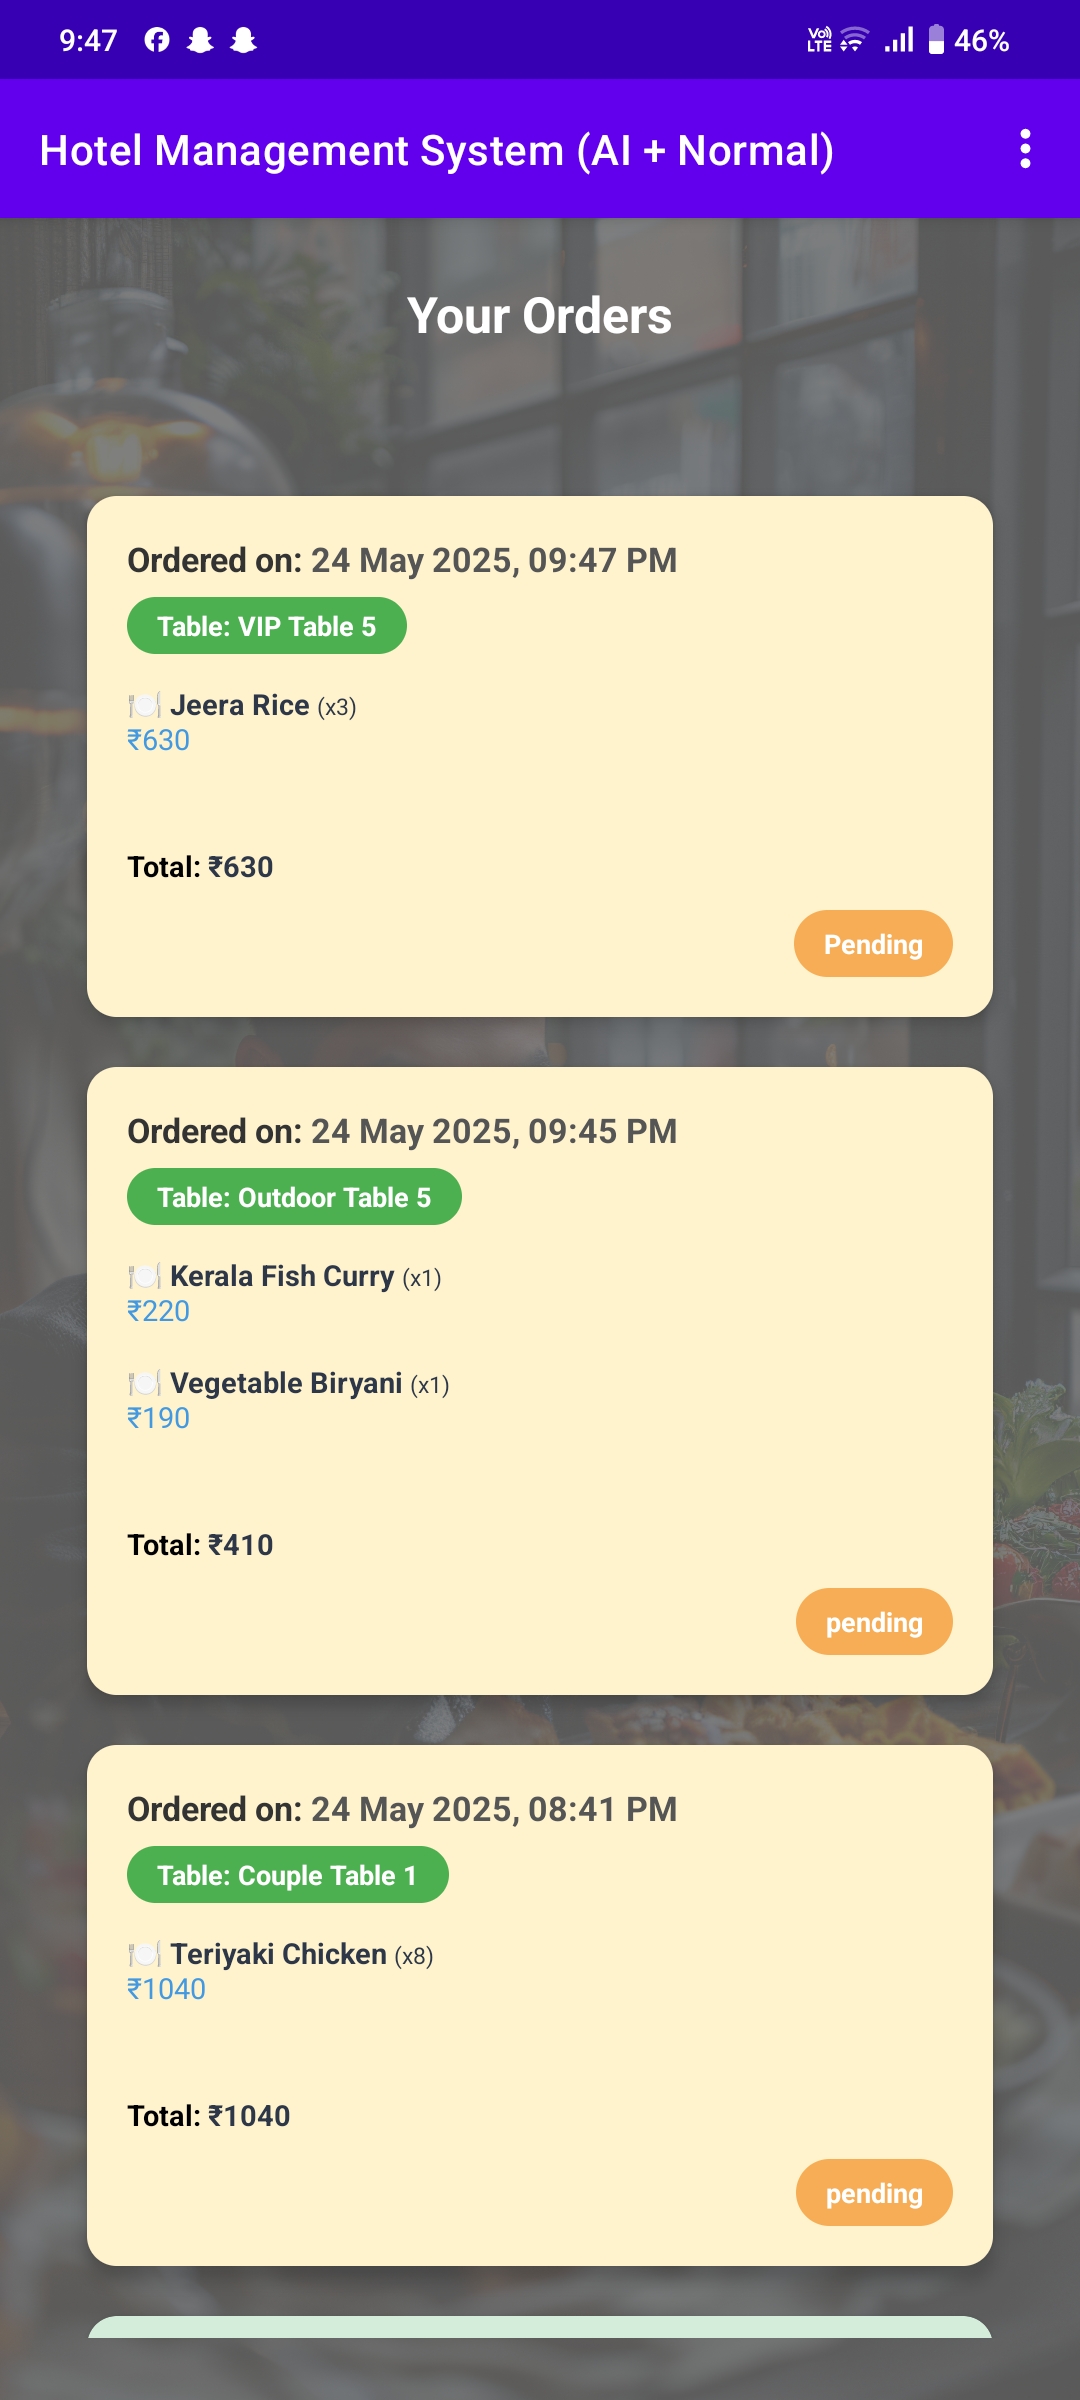 9:47
Vo)) LTE
46%
Hotel Management System (AI + Normal)
Your Orders
Ordered on: 24 May 2025, 09:47 PM
Table: VIP Table 5
🍽️ Jeera Rice (x3)
₹630
Total: ₹630
Pending
Ordered on: 24 May 2025, 09:45 PM
Table: Outdoor Table 5
🍽️ Kerala Fish Curry (x1)
₹220
🍽️ Vegetable Biryani (x1)
₹190
Total: ₹410
pending
Ordered on: 24 May 2025, 08:41 PM
Table: Couple Table 1
🍽️ Teriyaki Chicken (x8)
₹1040
Total: ₹1040
pending